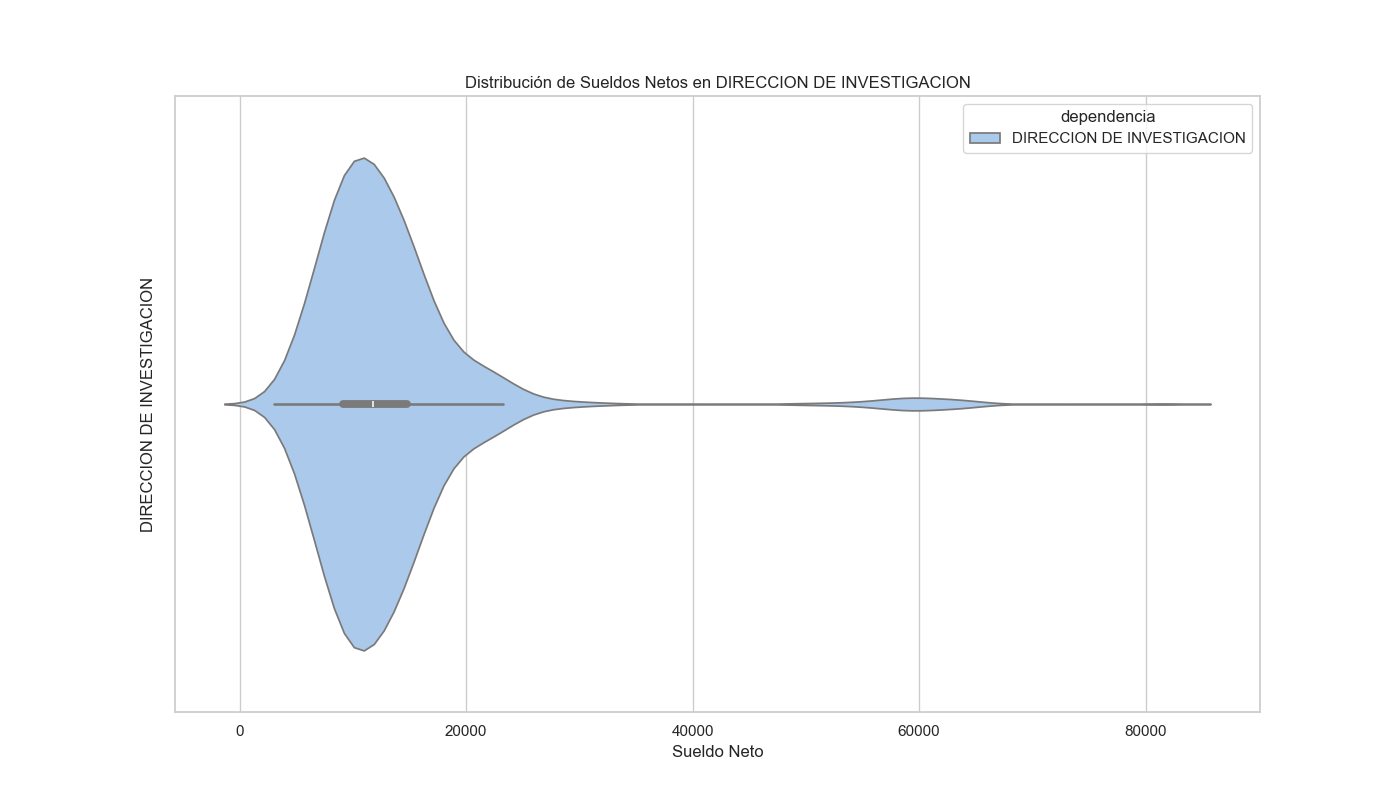 Distribución de Sueldos Netos en DIRECCION DE INVESTIGACION
dependencia
DIRECCION DE INVESTIGACION
DIRECCION DE INVESTIGACION
0
20000
40000
60000
80000
Sueldo Neto